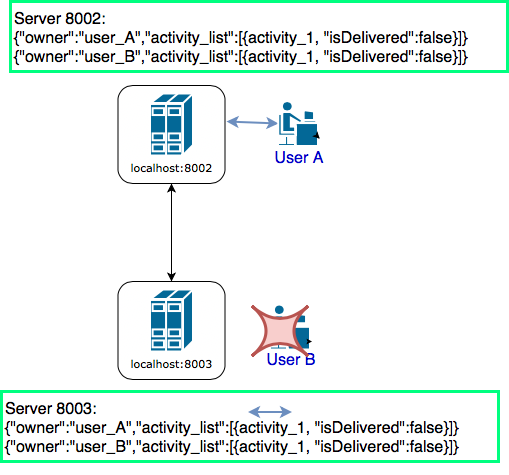 Server 8002:
{"owner":"user_A","activity_list":[{activity_1, "isDelivered":false}]}
{"owner":"user_B","activity_list":[{activity_1, "isDelivered":false}]}
localhost:8002
User A
localhost:8003
User B
Server 8003:
{"owner":"user_A","activity_list":[{activity_1, "isDelivered":false}]}
{"owner":"user_B","activity_list":[{activity_1, "isDelivered":false}]}